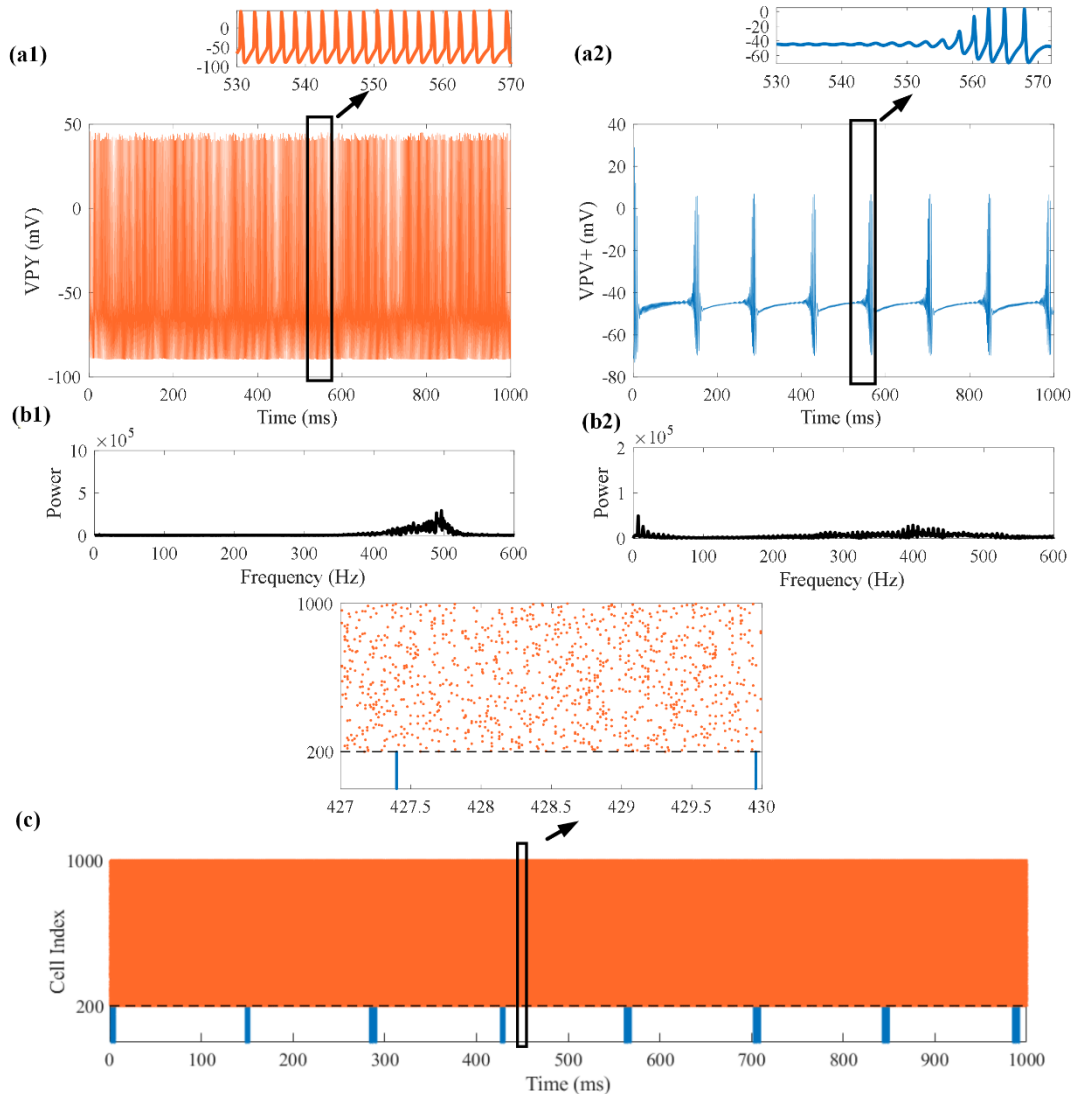 (a1)
0
-50
-100
530 540 550 560 570
50
0
-50
-100
VPY (mV)
0 200 400 600 800 1000
Time (ms)
(a2)
0
-20
-40
-60
530 540 550 560 570
40
20
0
-20
-40
-60
-80
VPV+ (mV)
0 200 400 600 800 1000
Time (ms)
(b1)
×10^5
10
5
0
Power
0 100 200 300 400 500 600
Frequency (Hz)
(b2)
×10^5
2
1
0
Power
0 100 200 300 400 500 600
Frequency (Hz)
1000
200
427 427.5 428 428.5 429 429.5 430
(c)
1000
200
Cell Index
0 100 200 300 400 500 600 700 800 900 1000
Time (ms)